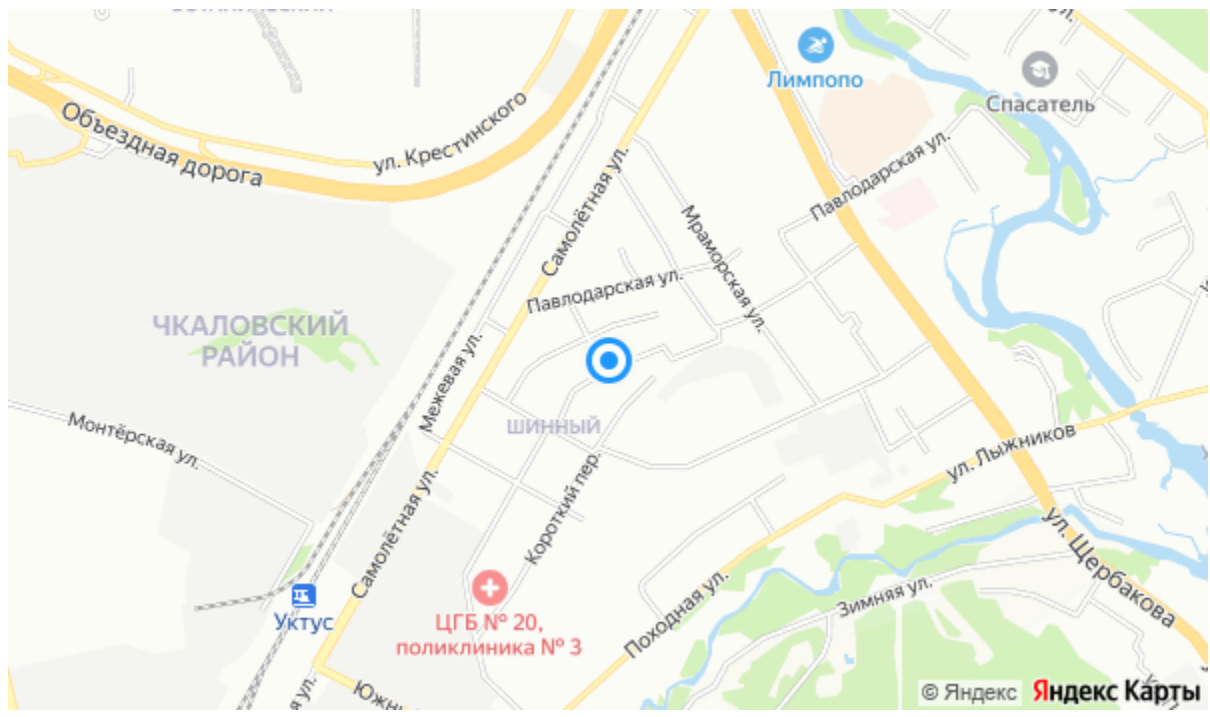 Лимпопо
Спасатель
ул.
Объездная дорога
ул. Крестинского
Павлодарская ул.
Самолётная ул.
Мраморская ул.
Павлодарская ул.
ЧКАЛОВСКИЙ
РАЙОН
Межевая ул.
Монтёрская ул.
ШИННЫЙ
ул. Лыжников
Короткий пер.
Самолётная ул.
ул. Щербакова
Уктус
ЦГБ № 20,
поликлиника № 3
Походная ул.
Зимняя ул.
© Яндекс Яндекс Карты